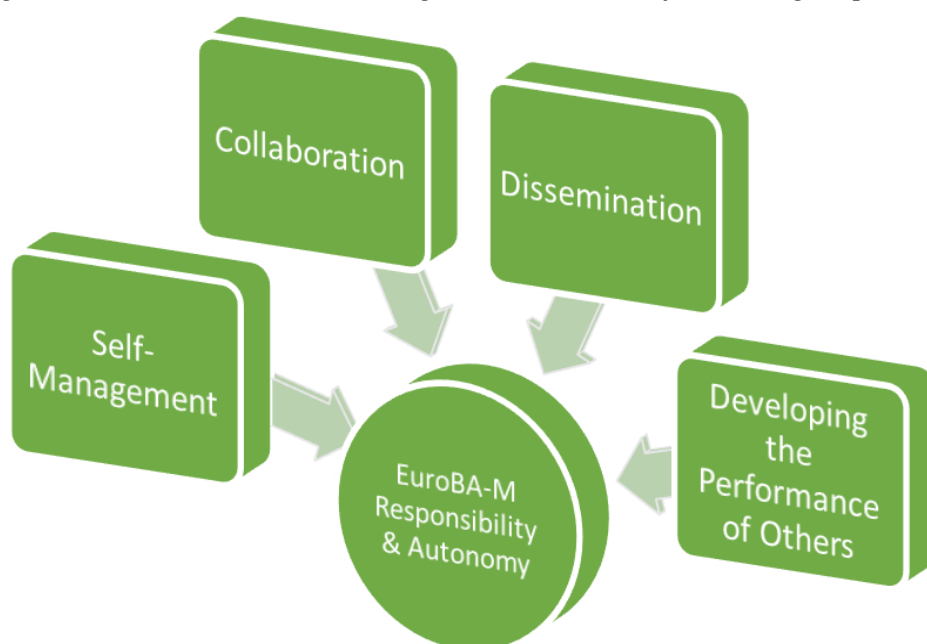 Collaboration
Dissemination
Self-
Management
Developing
the
Performance
of Others
EuroBA-M
Responsibility
& Autonomy